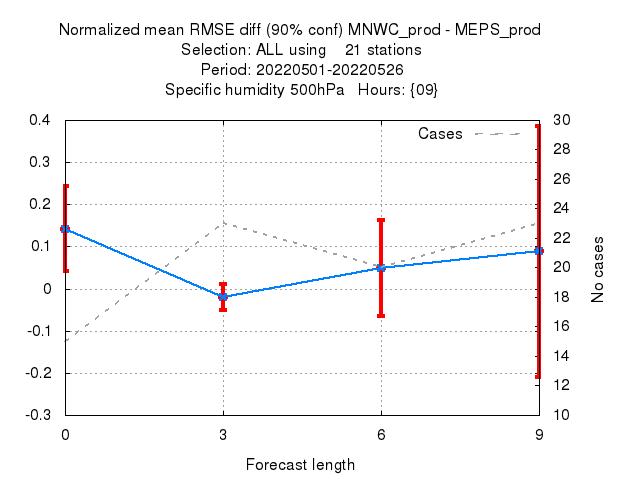 Normalized mean RMSE diff (90% conf) MNWC_prod - MEPS_prod
Selection: ALL using 21 stations
Period: 20220501-20220526
Specific humidity 500hPa Hours: {09}
Cases
0.4
0.3
0.2
0.1
0
-0.1
-0.2
-0.3
30
28
26
24
22
20
18
16
14
12
10
No cases
0 3 6 9
Forecast length